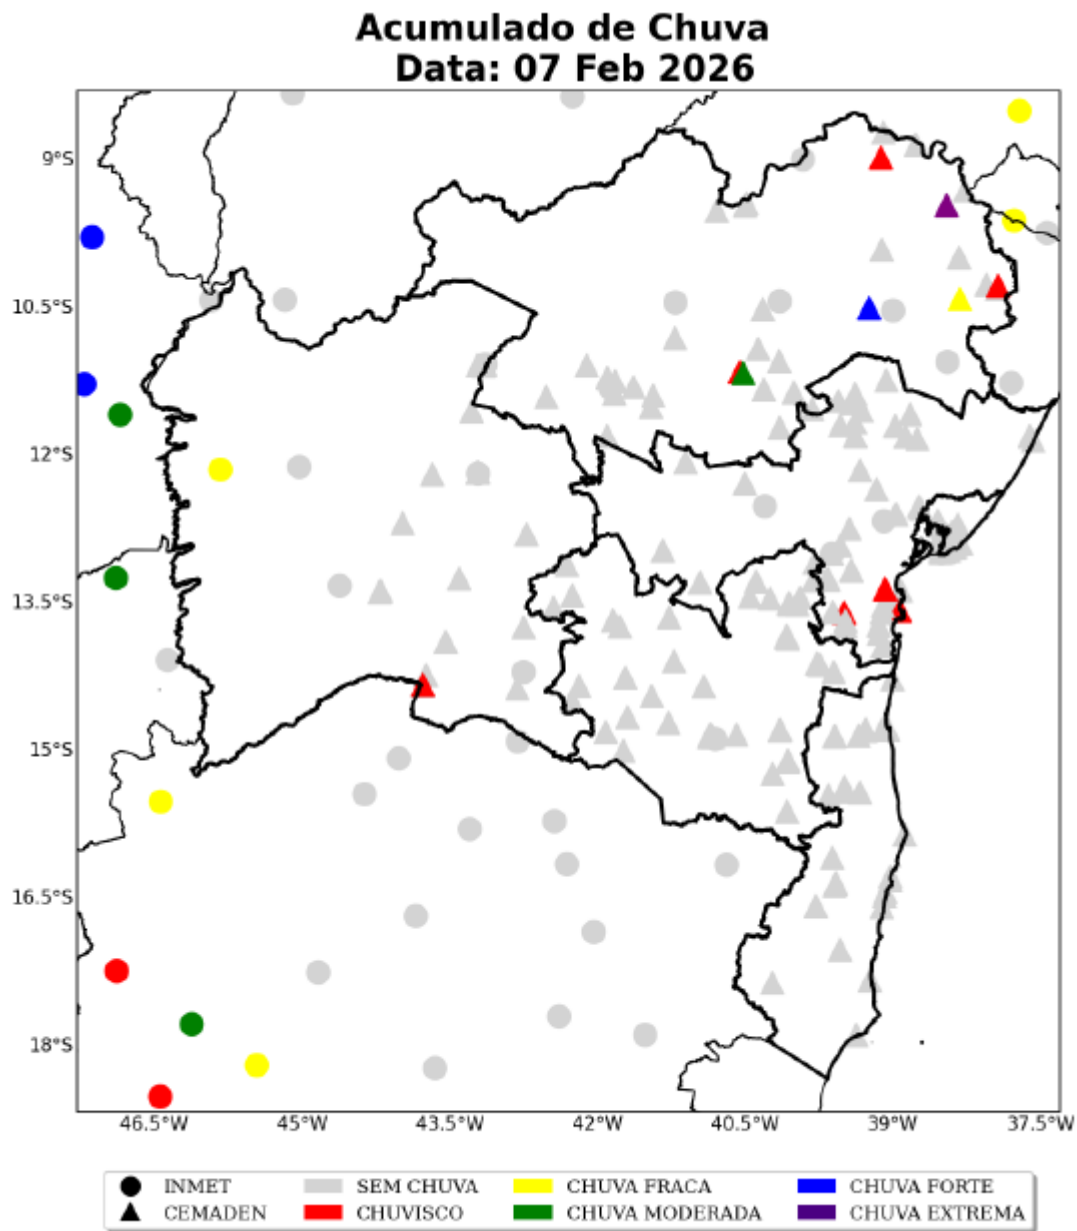 Acumulado de Chuva
Data: 07 Feb 2026
9°S
10.5°S
12°S
13.5°S
15°S
16.5°S
18°S
46.5°W 45°W 43.5°W 42°W 40.5°W 39°W 37.5°W
INMET SEM CHUVA CHUVA FRACA CHUVA FORTE
CEMADEN CHUVISCO CHUVA MODERADA CHUVA EXTREMA